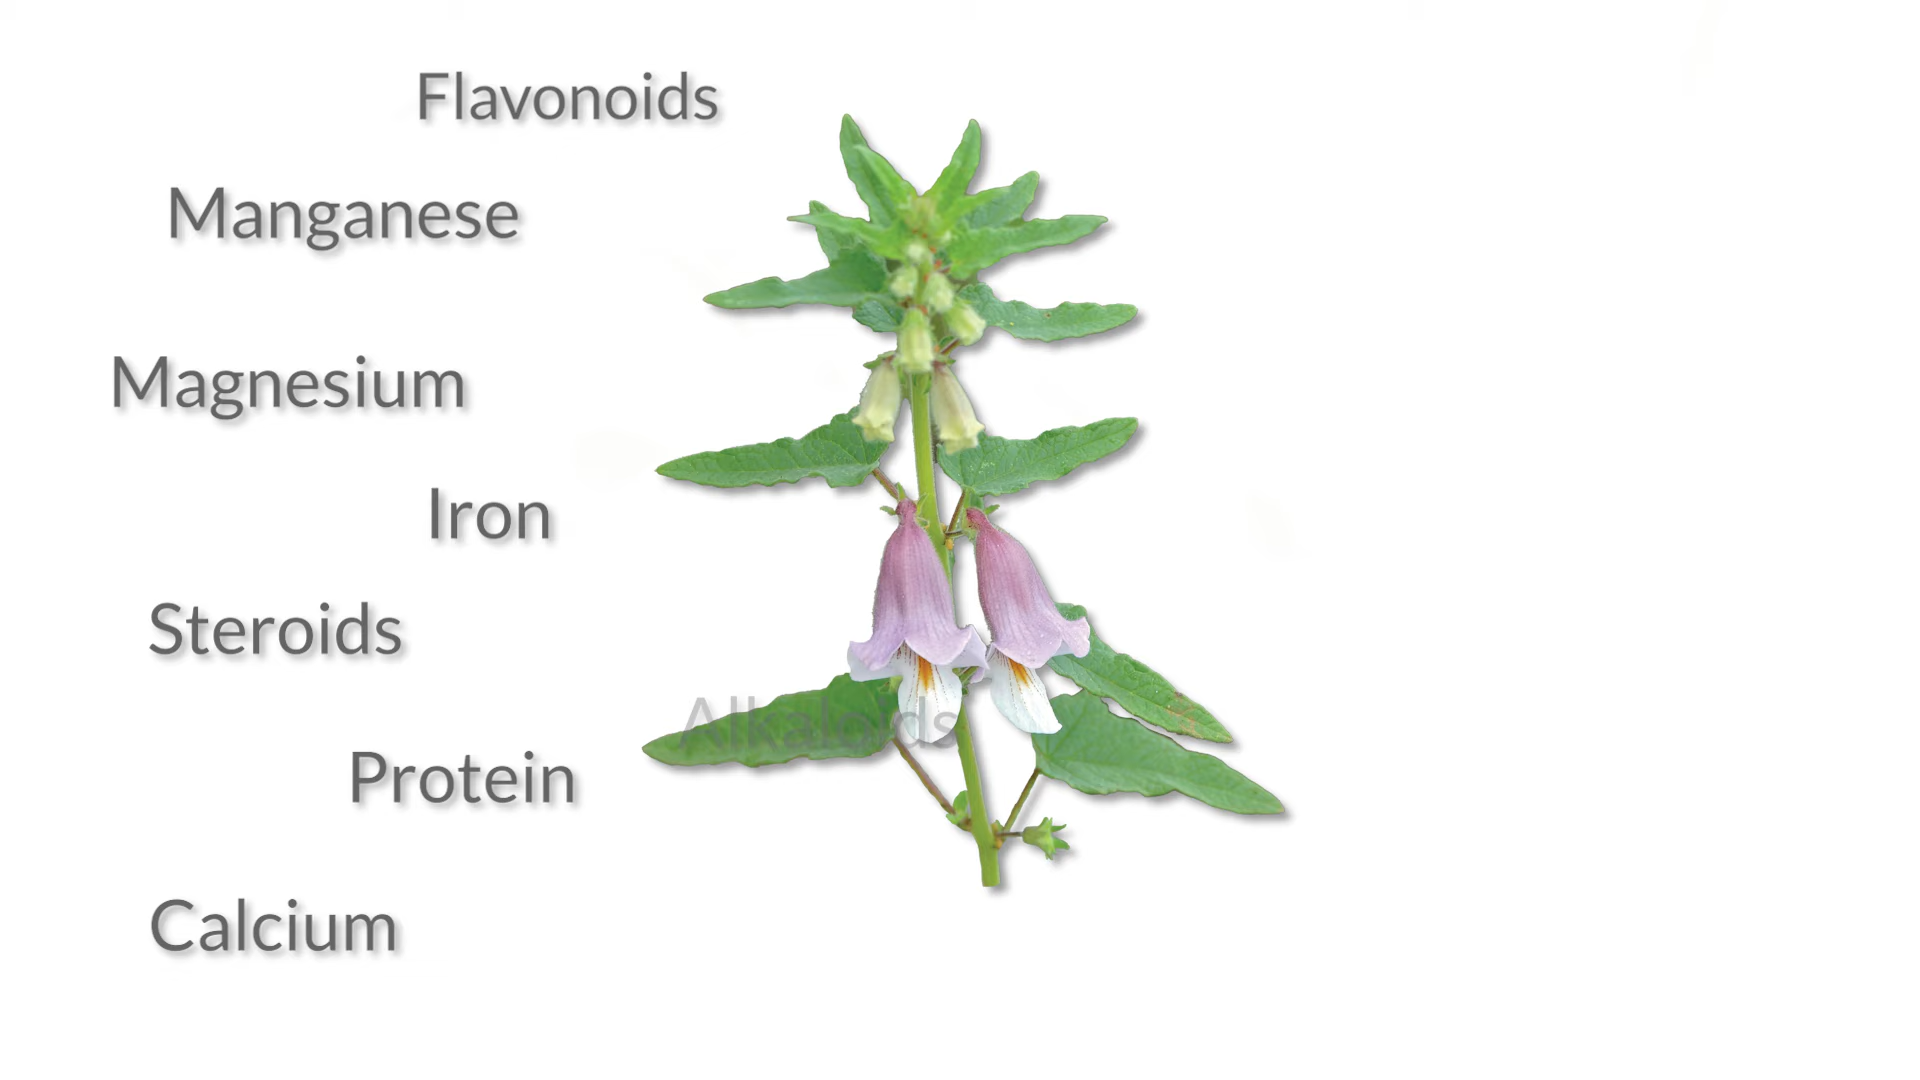 Flavonoids
Manganese
Magnesium
Iron
Steroids
Alkaloids
Protein
Calcium